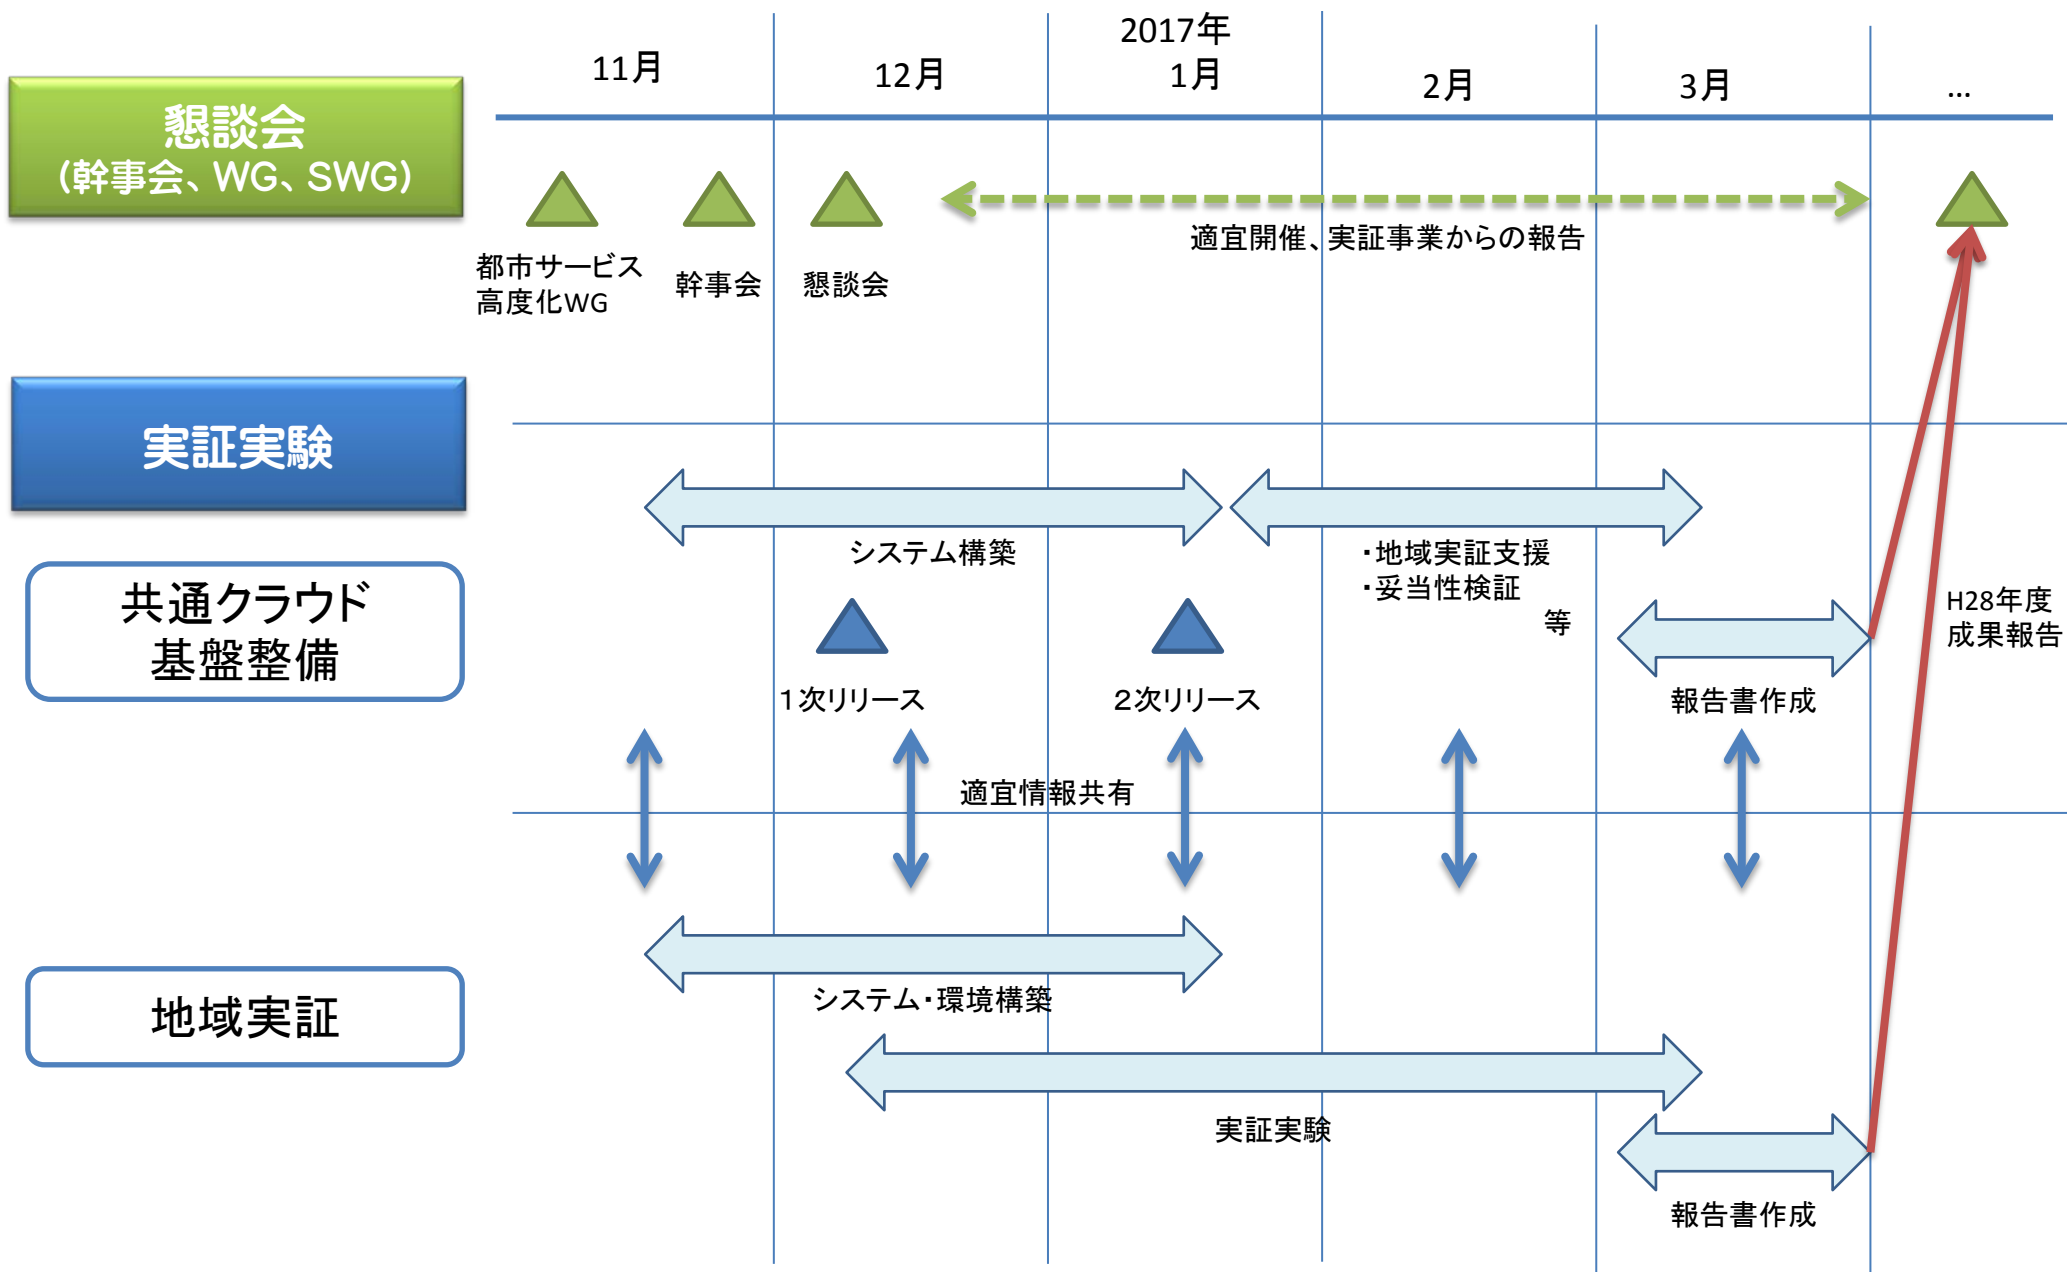 2017年
11月
12月
1月
2月
3月
…
懇談会
(幹事会、WG、SWG)
適宜開催、実証事業からの報告
都市サービス
高度化WG
幹事会
懇談会
実証実験
システム構築
・地域実証支援
・妥当性検証
等
共通クラウド
基盤整備
H28年度
成果報告
1次リリース
2次リリース
報告書作成
適宜情報共有
システム・環境構築
地域実証
実証実験
報告書作成